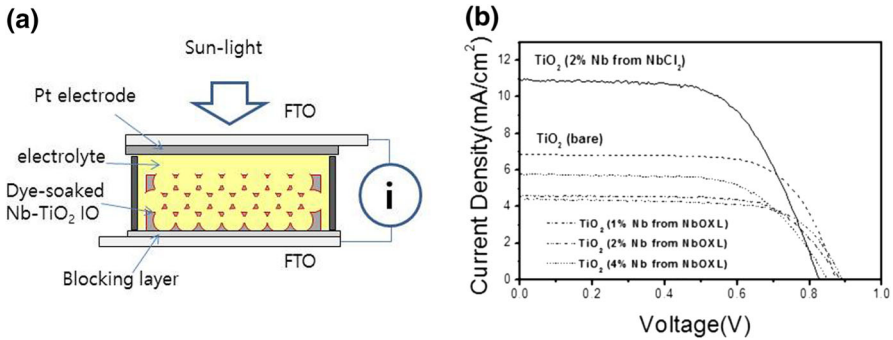 (a)
Sun-light
Pt electrode
FTO
electrolyte
Dye-soaked
Nb-TiO2 IO
i
Blocking layer
FTO
(b)
Current Density(mA/cm2)
12
10
8
6
4
2
0
TiO2 (2% Nb from NbCl2)
TiO2 (bare)
TiO2 (1% Nb from NbOXL)
TiO2 (2% Nb from NbOXL)
TiO2 (4% Nb from NbOXL)
0.0 0.2 0.4 0.6 0.8 1.0
Voltage(V)